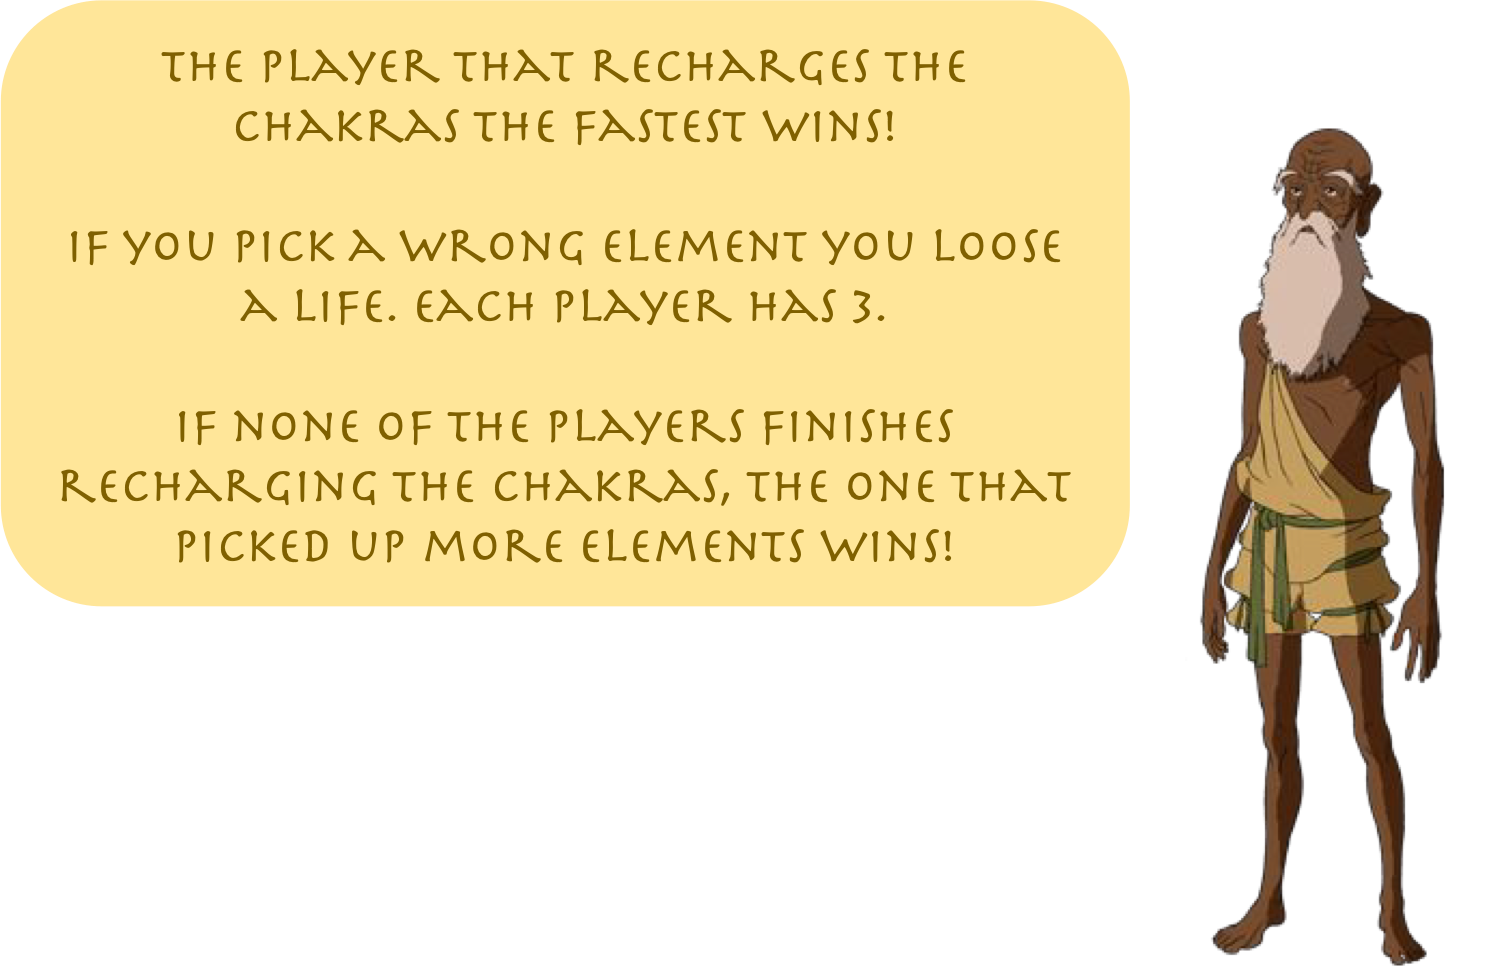 THE PLAYER THAT RECHARGES THE
CHAKRAS THE FASTEST WINS!
IF YOU PICK A WRONG ELEMENT YOU LOOSE
A LIFE. EACH PLAYER HAS 3.
IF NONE OF THE PLAYERS FINISHES
RECHARGING THE CHAKRAS, THE ONE THAT
PICKED UP MORE ELEMENTS WINS!